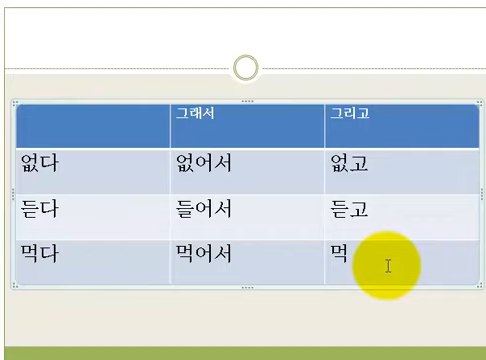 그래서 그리고
없다 없어서 없고
듣다 들어서 듣고
먹다 먹어서 먹